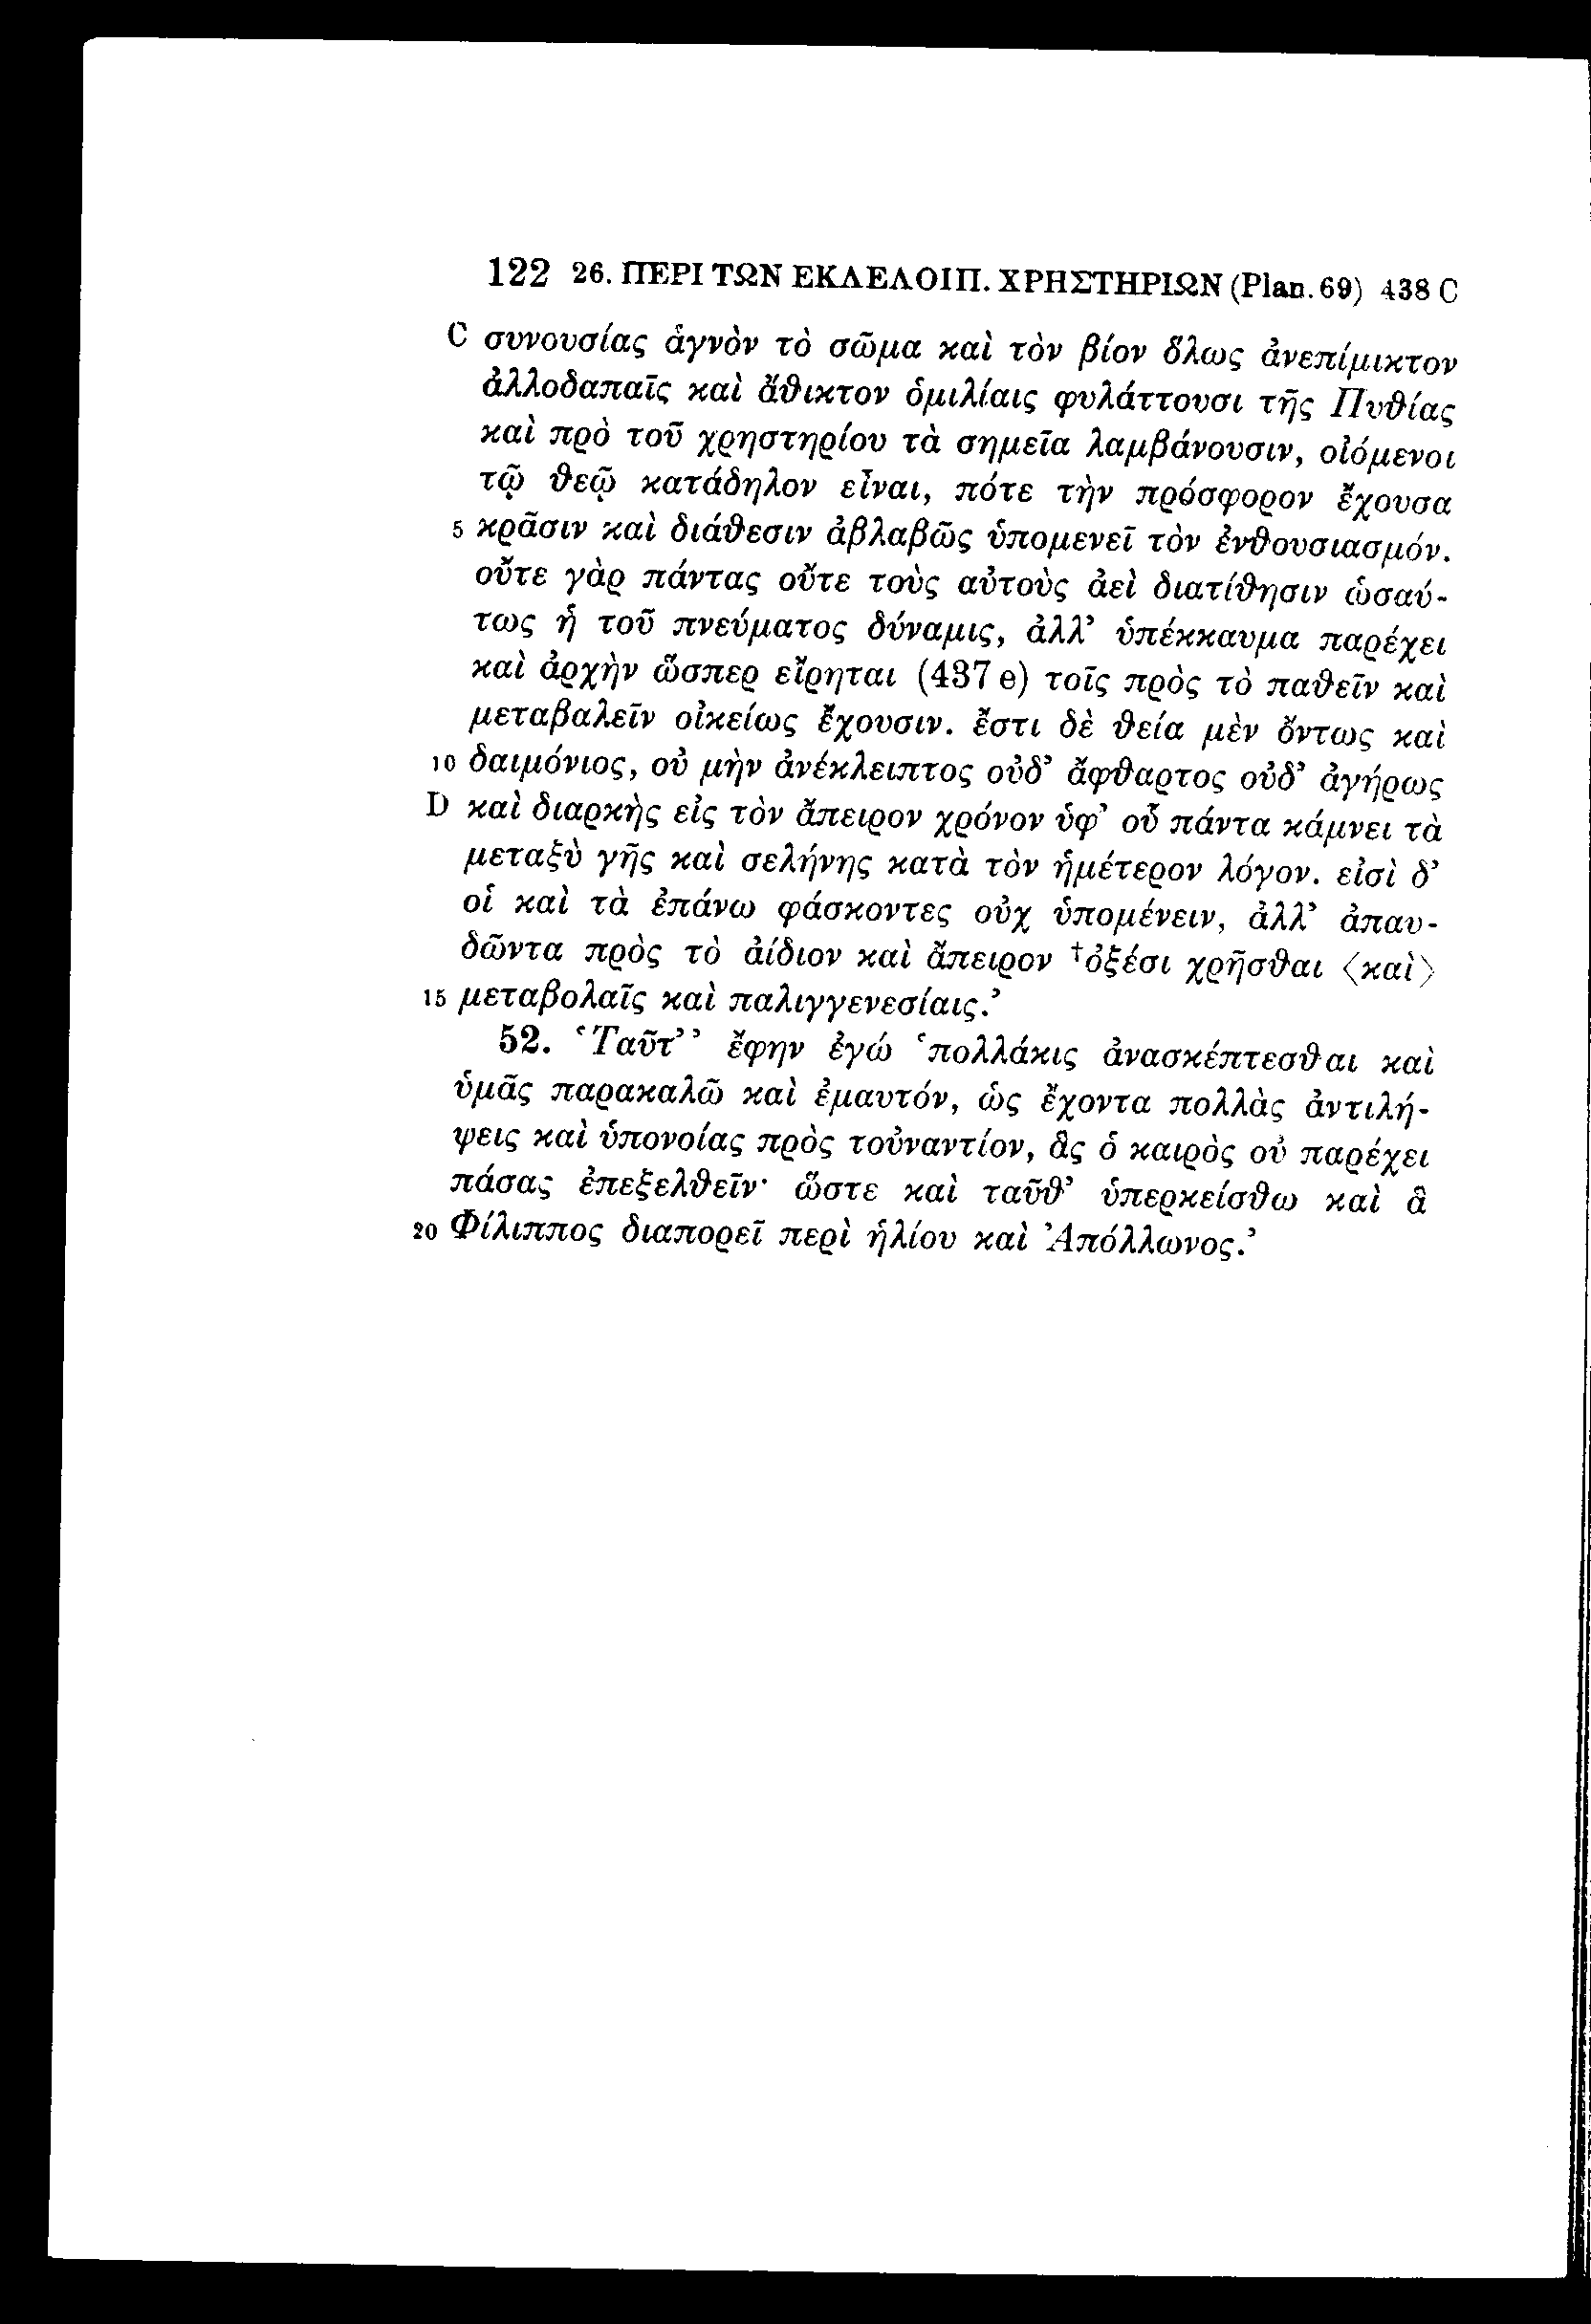 122 26. ΠΕΡΙ ΤΩΝ ΕΚΛΕΛΟΙΠ. ΧΡΗΣΤΗΡΙΩΝ (Plan. 69) 438 C
C συνουσίας ἁγνὸν τὸ σῶμα καὶ τὸν βίον ὅλως ἀνεπίμικτον
ἀλλοδαπαῖς καὶ ἄθικτον ὁμιλίαις φυλάττουσι τῆς Πυθίας
καὶ πρὸ τοῦ χρηστηρίου τὰ σημεῖα λαμβάνουσιν, οἰόμενοι
τῷ θεῷ κατάδηλον εἶναι, πότε τὴν πρόσφορον ἔχουσα
5 κρᾶσιν καὶ διάθεσιν ἀβλαβῶς ὑπομενεῖ τὸν ἐνθουσιασμόν.
οὔτε γὰρ πάντας οὔτε τοὺς αὐτοὺς ἀεὶ διατίθησιν ὡσαύ-
τως ἡ τοῦ πνεύματος δύναμις, ἀλλ’ ὑπέκκαυμα παρέχει
καὶ ἀρχὴν ὥσπερ εἴρηται (437 e) τοῖς πρὸς τὸ παθεῖν καὶ
μεταβαλεῖν οἰκείως ἔχουσιν. ἔστι δὲ θεία μὲν ὄντως καὶ
10 δαιμόνιος, οὐ μὴν ἀνέκλειπτος οὐδ’ ἄφθαρτος οὐδ’ ἀγήρως
D καὶ διαρκὴς εἰς τὸν ἄπειρον χρόνον ὑφ’ οὗ πάντα κάμνει τὰ
μεταξὺ γῆς καὶ σελήνης κατὰ τὸν ἡμέτερον λόγον. εἰσὶ δ’
οἱ καὶ τὰ ἐπάνω φάσκοντες οὐχ ὑπομένειν, ἀλλ’ ἀπαυ-
δῶντα πρὸς τὸ ἀίδιον καὶ ἄπειρον †ὀξέσι χρῆσθαι ⟨καὶ⟩
15 μεταβολαῖς καὶ παλιγγενεσίαις.’
52. ‘Ταῦτ’’ ἔφην ἐγώ ‘πολλάκις ἀνασκέπτεσθαι καὶ
ὑμᾶς παρακαλῶ καὶ ἐμαυτόν, ὡς ἔχοντα πολλὰς ἀντιλή-
ψεις καὶ ὑπονοίας πρὸς τοὐναντίον, ἃς ὁ καιρὸς οὐ παρέχει
πάσας ἐπεξελθεῖν· ὥστε καὶ ταῦθ’ ὑπερκείσθω καὶ ἃ
20 Φίλιππος διαπορεῖ περὶ ἡλίου καὶ Ἀπόλλωνος.’